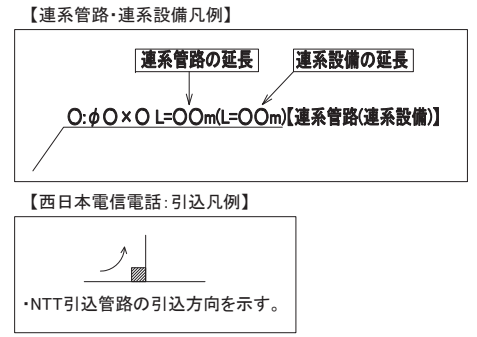 【連系管路・連系設備凡例】
連系管路の延長 連系設備の延長
〇:φ〇×〇 L=〇〇m(L=〇〇m)【連系管路(連系設備)】
【西日本電信電話:引込凡例】
・NTT引込管路の引込方向を示す。